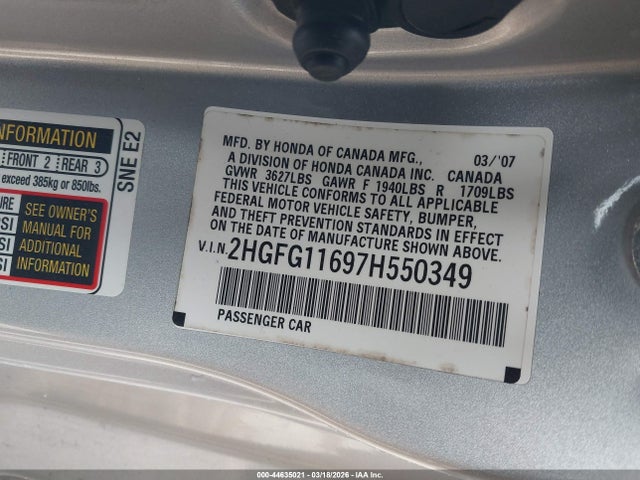 NFORMATION
FRONT 2 REAR 3
exceed 385kg or 850lbs.
SEE OWNER'S
MANUAL FOR
ADDITIONAL
INFORMATION
SNE E2
MFD. BY HONDA OF CANADA MFG., 03/'07
A DIVISION OF HONDA CANADA INC. CANADA
GVWR 3627LBS GAWR F 1940LBS R 1709LBS
THIS VEHICLE CONFORMS TO ALL APPLICABLE
FEDERAL MOTOR VEHICLE SAFETY, BUMPER,
AND THEFT PREVENTION STANDARDS IN EFFECT
ON THE DATE OF MANUFACTURE SHOWN ABOVE.
V.I.N. 2HGFG11697H550349
PASSENGER CAR
000-44635021 - 03/18/2026 - IAA Inc.